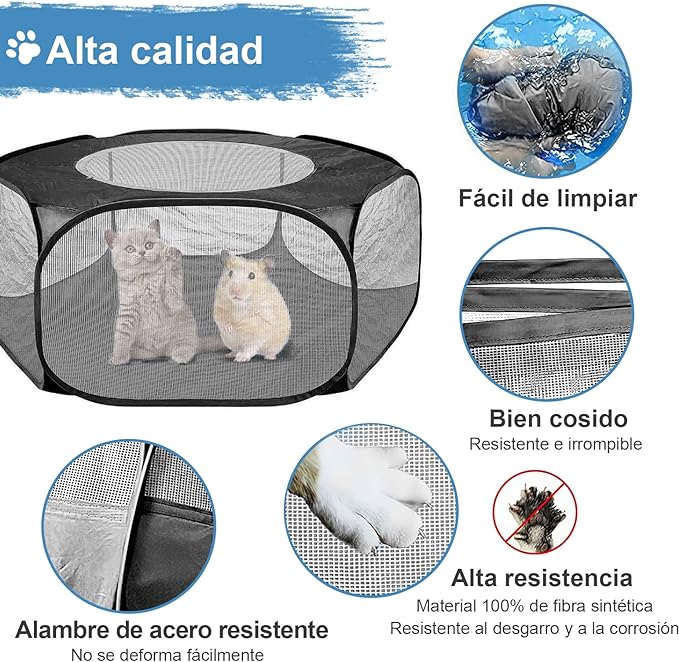 Alta calidad
Fácil de limpiar
Bien cosido
Resistente e irrompible
Alta resistencia
Material 100% de fibra sintética
Resistente al desgarro y a la corrosión
Alambre de acero resistente
No se deforma fácilmente